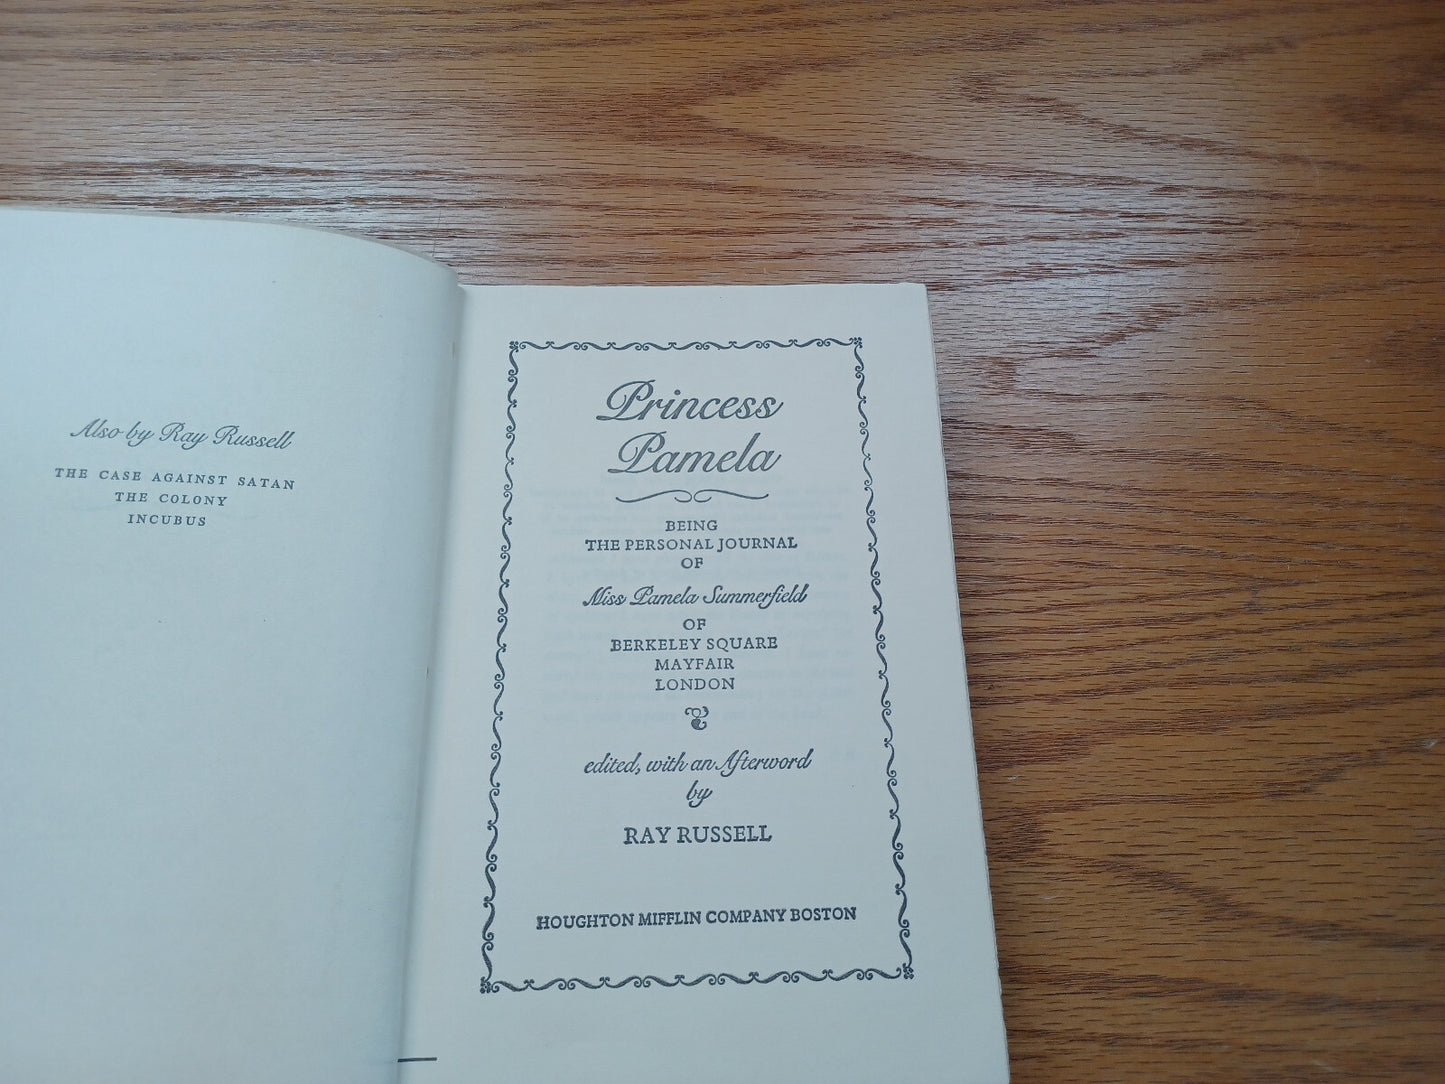 Also by Ray Russell
THE CASE AGAINST SATAN
THE COLONY
INCUBUS
Princess
Pamela
BEING
THE PERSONAL JOURNAL
OF
Miss Pamela Summerfield
OF
BERKELEY SQUARE
MAYFAIR
LONDON
edited, with an Afterword
by
RAY RUSSELL
HOUGHTON MIFFLIN COMPANY BOSTON